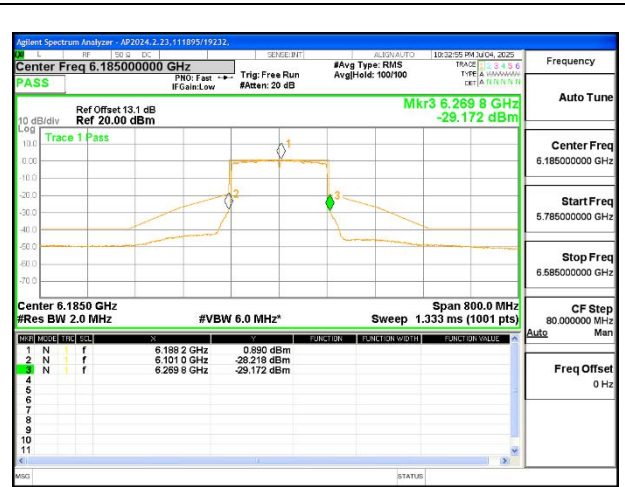 Agilent Spectrum Analyzer - AP2024.2.23,111895/19232,
L RF 50 Ω DC SENSE:INT ALIGN AUTO 10:32:55 PM Jul 04, 2025
Center Freq 6.185000000 GHz #Avg Type: RMS TRACE 1 2 3 4 5 6
PASS PNO: Fast Trig: Free Run Avg|Hold: 100/100 TYPE A
IFGain:Low #Atten: 20 dB DET A N N N N N
Ref Offset 13.1 dB Mkr3 6.269 8 GHz
10 dB/div Ref 20.00 dBm -29.172 dBm
Log
Trace 1 Pass
10.0
1
0.00
-10.0
-20.0
2 3
-30.0
-40.0
-50.0
-60.0
-70.0
Center 6.1850 GHz Span 800.0 MHz
#Res BW 2.0 MHz #VBW 6.0 MHz* Sweep 1.333 ms (1001 pts)
MKR MODE TRC SCL X Y FUNCTION FUNCTION WIDTH FUNCTION VALUE
1 N 1 f 6.188 2 GHz 0.890 dBm
2 N 1 f 6.101 0 GHz -28.218 dBm
3 N 1 f 6.269 8 GHz -29.172 dBm
4
5
6
7
8
9
10
11
MSG STATUS
Frequency
Auto Tune
Center Freq
6.185000000 GHz
Start Freq
5.785000000 GHz
Stop Freq
6.585000000 GHz
CF Step
80.000000 MHz
Auto Man
Freq Offset
0 Hz